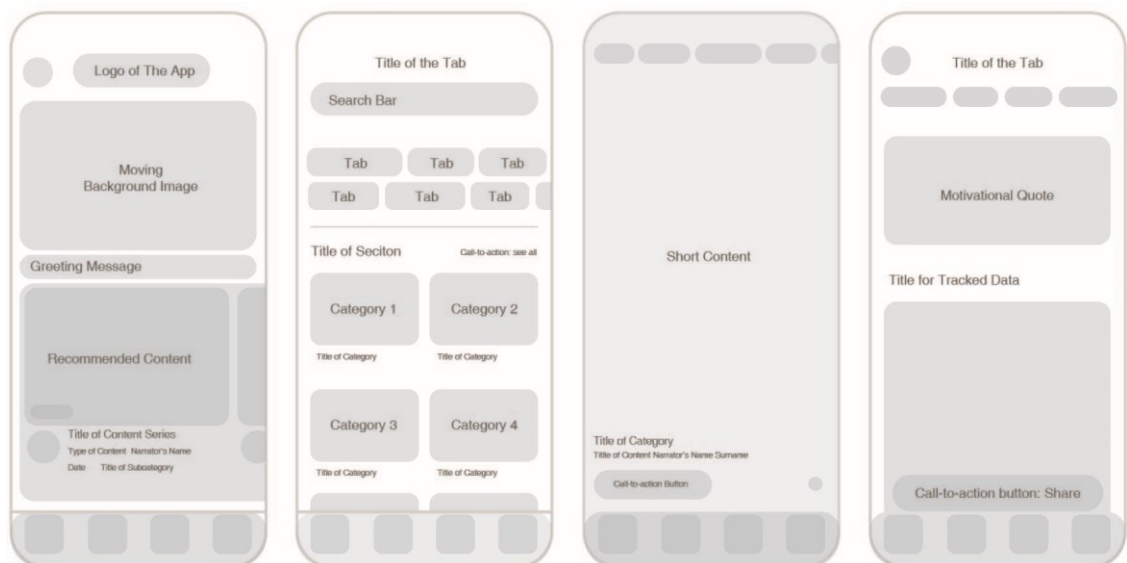 Logo of The App
Moving
Background Image
Greeting Message
Recommended Content
Title of Content Series
Type of Content Narrator's Name
Date Title of Subcategory
Title of the Tab
Search Bar
Tab Tab Tab
Tab Tab Tab
Title of Seciton Call-to-action: see all
Category 1 Category 2
Title of Category Title of Category
Category 3 Category 4
Title of Category Title of Category
Short Content
Title of Category
Title of Content Narrator's Name Surname
Call-to-action Button
Title of the Tab
Motivational Quote
Title for Tracked Data
Call-to-action button: Share